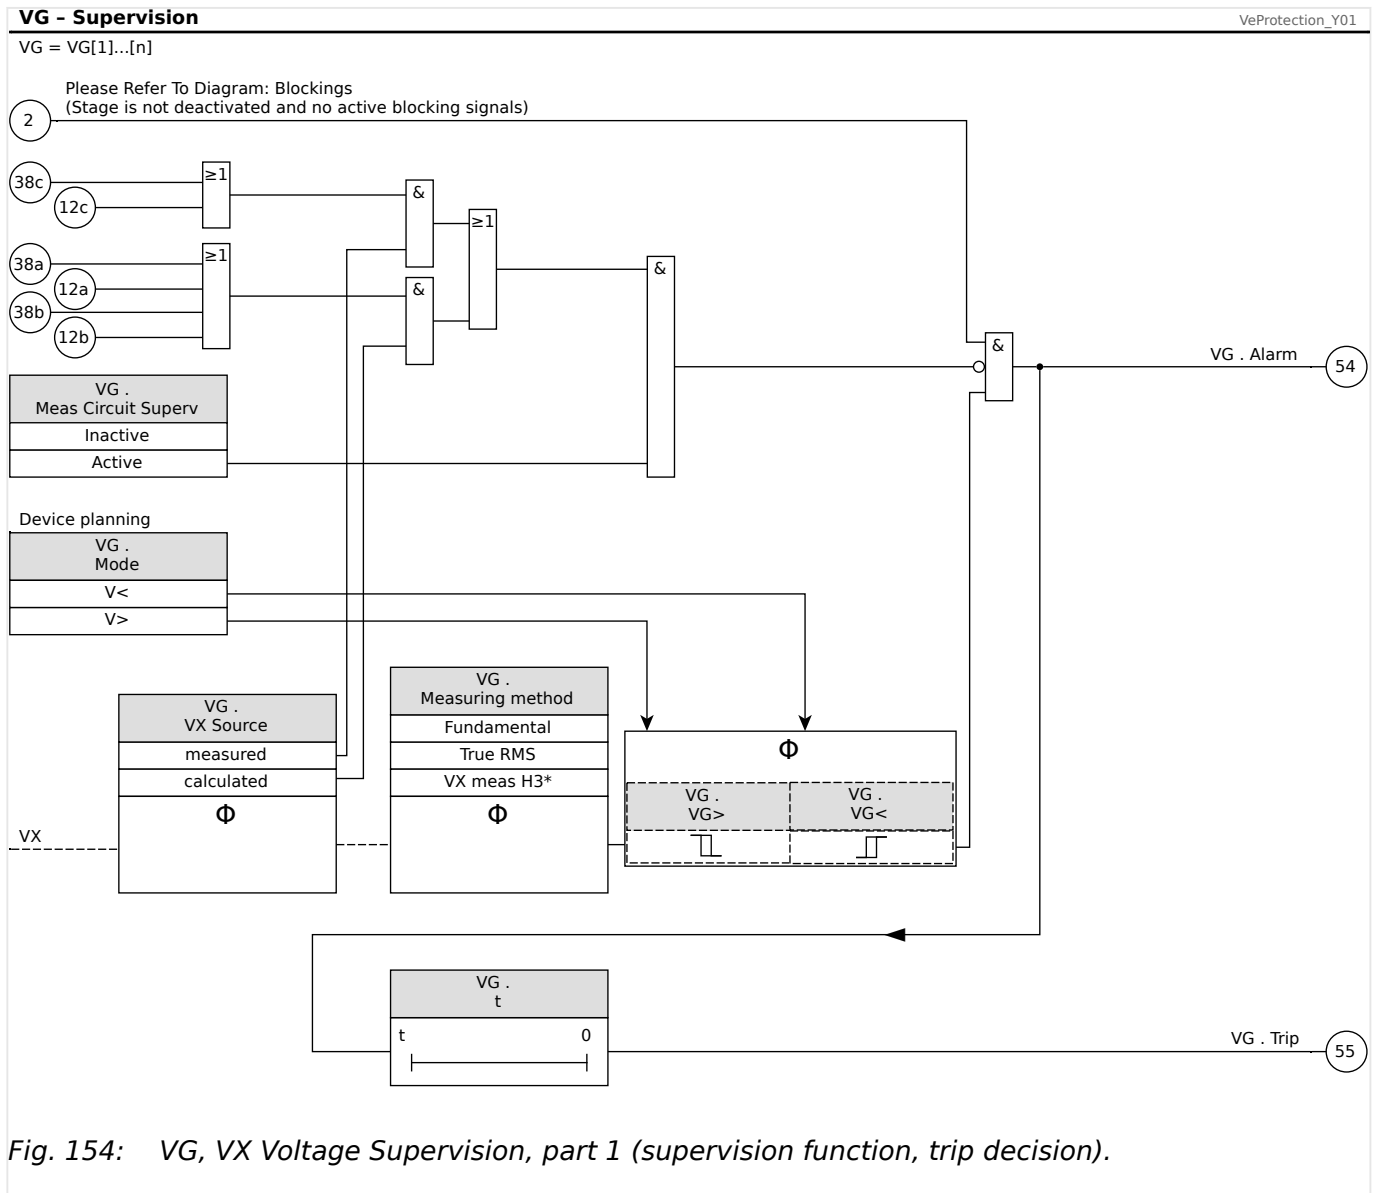 VG – Supervision
VeProtection_Y01
VG = VG[1]...[n]
Please Refer To Diagram: Blockings
(Stage is not deactivated and no active blocking signals)
2
38c
12c
≥1
&
≥1
38a
12a
38b
12b
≥1
&
&
&
VG . Alarm
54
VG .
Meas Circuit Superv
Inactive
Active
Device planning
VG .
Mode
V<
V>
VG .
VX Source
measured
calculated
Φ
VX
VG .
Measuring method
Fundamental
True RMS
VX meas H3*
Φ
Φ
VG .
VG>
VG .
VG<
VG .
t
t
0
VG . Trip
55
Fig. 154: VG, VX Voltage Supervision, part 1 (supervision function, trip decision).